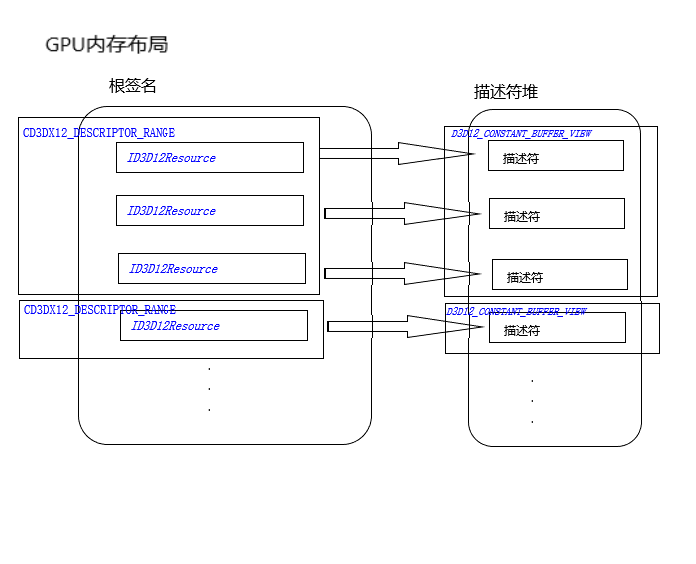 GPU内存布局
根签名
描述符堆
CD3DX12_DESCRIPTOR_RANGE
D3D12_CONSTANT_BUFFER_VIEW
ID3D12Resource
描述符
ID3D12Resource
描述符
ID3D12Resource
描述符
CD3DX12_DESCRIPTOR_RANGE
D3D12_CONSTANT_BUFFER_VIEW
ID3D12Resource
描述符